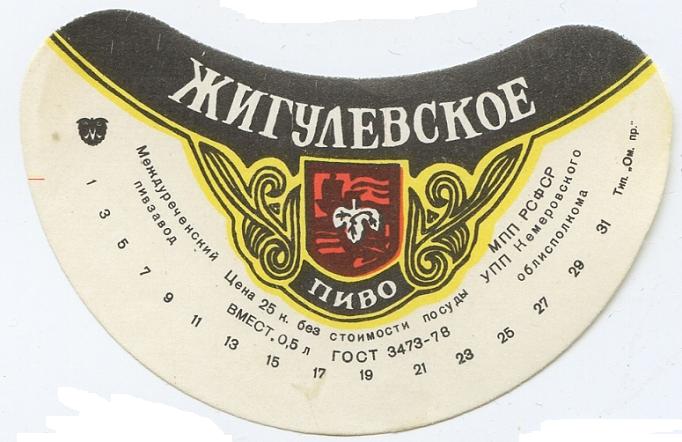 ЖИГУЛЕВСКОЕ
ПИВО
Междуреченский
пивзавод
Цена 25 к. без стоимости посуды
ВМЕСТ. 0,5 л ГОСТ 3473-78
МПП РСФСР
УПП Кемеровского
облисполкома
Тип. „Ом. пр.“
1 3 5 7 9 11 13 15 17 19 21 23 25 27 29 31